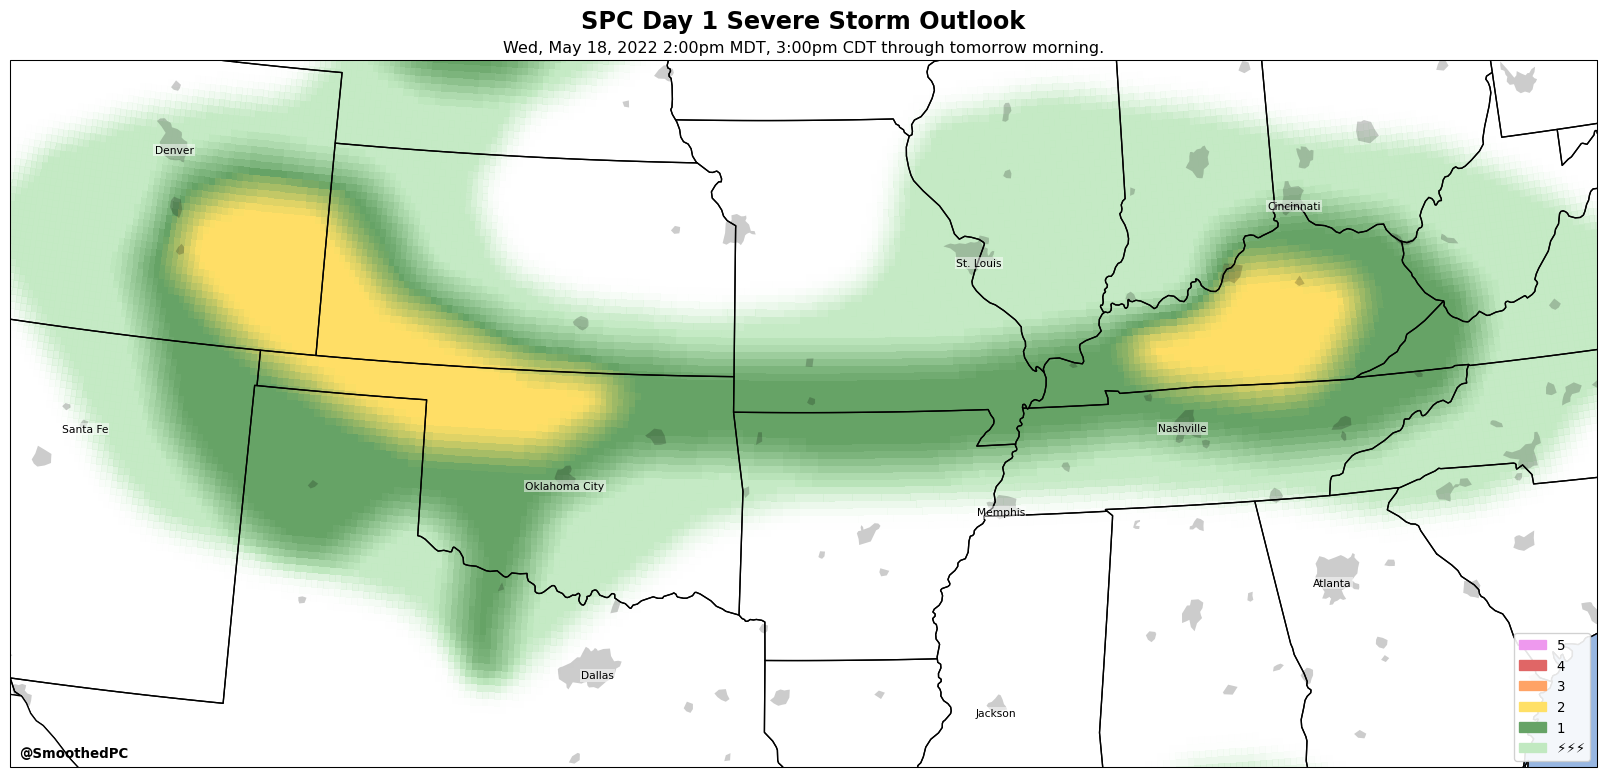 SPC Day 1 Severe Storm Outlook
Wed, May 18, 2022 2:00pm MDT, 3:00pm CDT through tomorrow morning.
Denver
Cincinnati
St. Louis
Santa Fe
Nashville
Oklahoma City
Memphis
Atlanta
Dallas
Jackson
5
4
3
2
1
⚡⚡⚡
@SmoothedPC